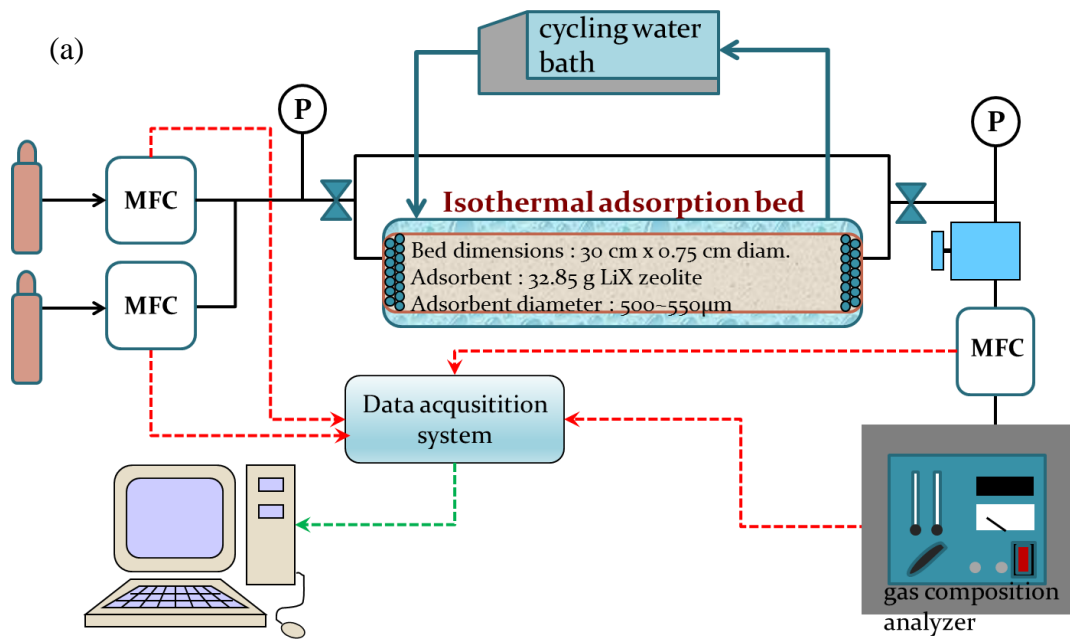 (a)
cycling water
bath
P
P
MFC
Isothermal adsorption bed
Bed dimensions : 30 cm x 0.75 cm diam.
Adsorbent : 32.85 g LiX zeolite
Adsorbent diameter : 500~550μm
MFC
MFC
Data acqusitition
system
gas composition
analyzer